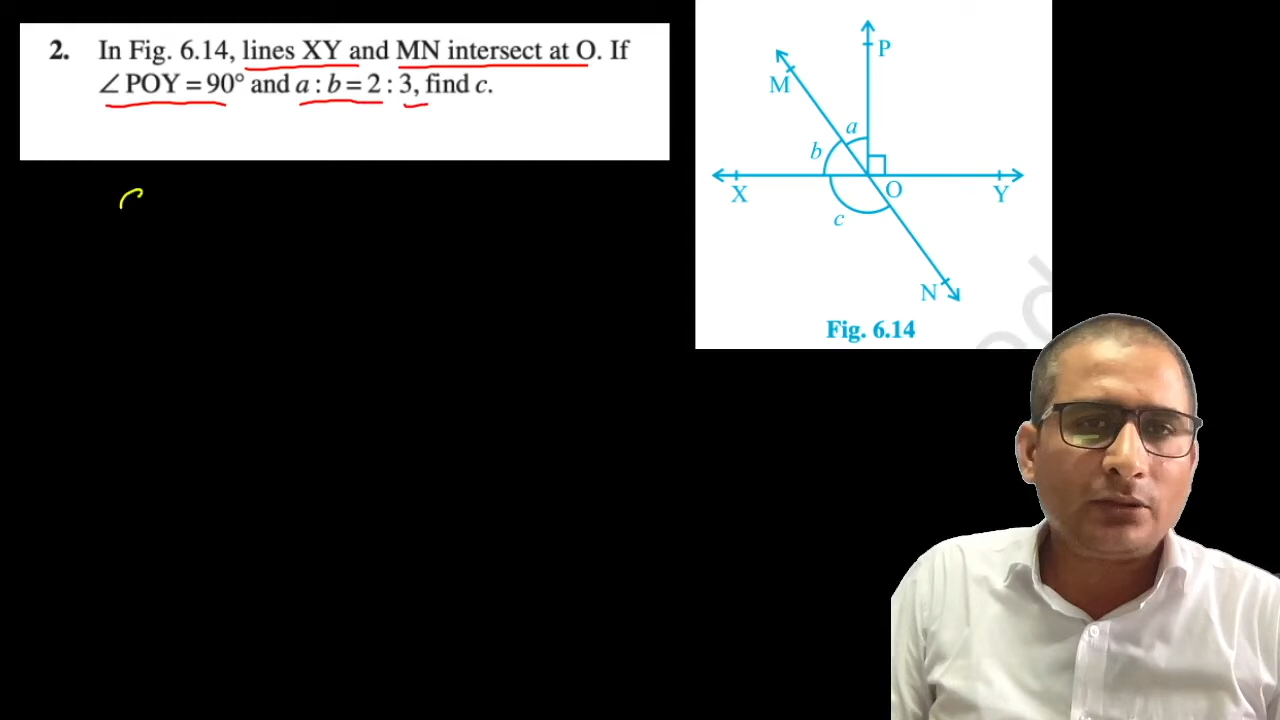 2. In Fig. 6.14, lines XY and MN intersect at O. If
∠ POY = 90° and a : b = 2 : 3, find c.
P
M
a
b
X
O
Y
c
N
Fig. 6.14